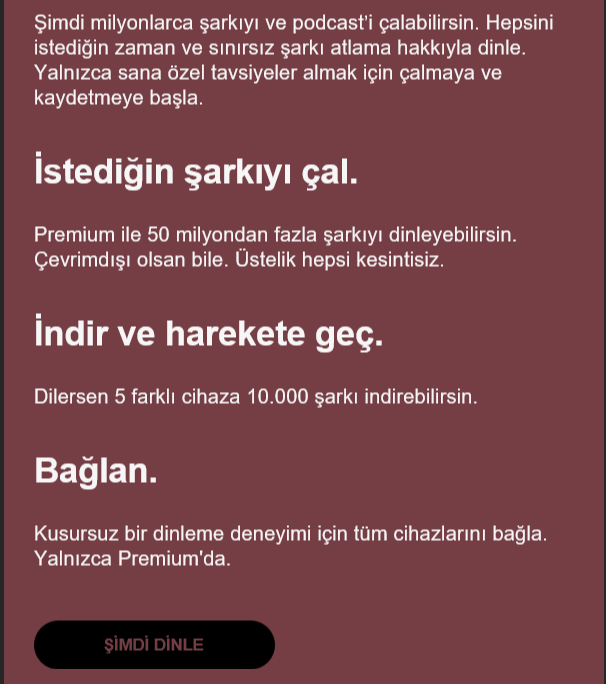 Şimdi milyonlarca şarkıyı ve podcast'i çalabilirsin. Hepsini
istediğin zaman ve sınırsız şarkı atlama hakkıyla dinle.
Yalnızca sana özel tavsiyeler almak için çalmaya ve
kaydetmeye başla.
İstediğin şarkıyı çal.
Premium ile 50 milyondan fazla şarkıyı dinleyebilirsin.
Çevrimdışı olsan bile. Üstelik hepsi kesintisiz.
İndir ve harekete geç.
Dilersen 5 farklı cihaza 10.000 şarkı indirebilirsin.
Bağlan.
Kusursuz bir dinleme deneyimi için tüm cihazlarını bağla.
Yalnızca Premium'da.
ŞİMDİ DİNLE